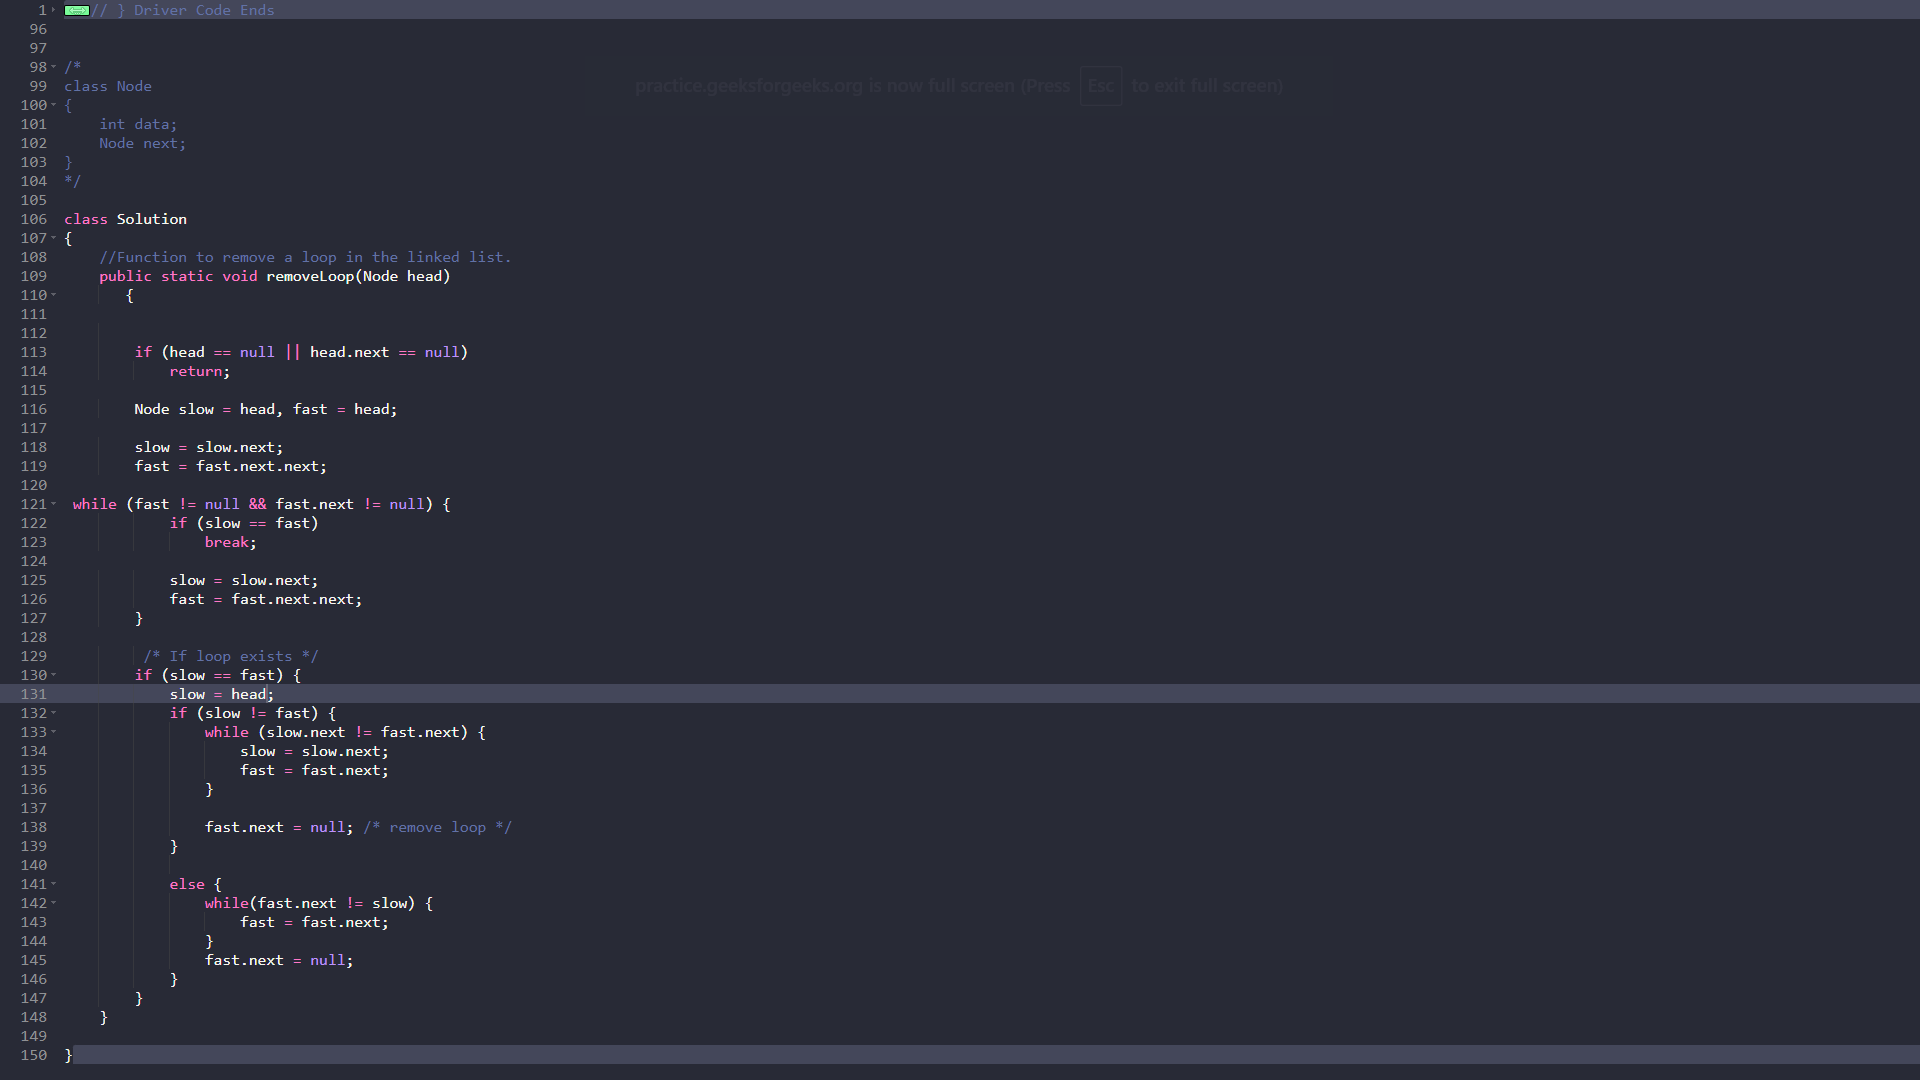 1 // } Driver Code Ends
96
97
98 /*
practice.geeksforgeeks.org is now full screen (Press Esc to exit full screen)
99 class Node
100 {
101     int data;
102     Node next;
103 }
104 */
105
106 class Solution
107 {
108     //Function to remove a loop in the linked list.
109     public static void removeLoop(Node head)
110        {
111
112
113         if (head == null || head.next == null)
114             return;
115
116         Node slow = head, fast = head;
117
118         slow = slow.next;
119         fast = fast.next.next;
120
121  while (fast != null && fast.next != null) {
122             if (slow == fast)
123                 break;
124
125             slow = slow.next;
126             fast = fast.next.next;
127         }
128
129          /* If loop exists */
130         if (slow == fast) {
131             slow = head;
132             if (slow != fast) {
133                 while (slow.next != fast.next) {
134                     slow = slow.next;
135                     fast = fast.next;
136                 }
137
138                 fast.next = null; /* remove loop */
139             }
140
141             else {
142                 while(fast.next != slow) {
143                     fast = fast.next;
144                 }
145                 fast.next = null;
146             }
147         }
148     }
149
150 }